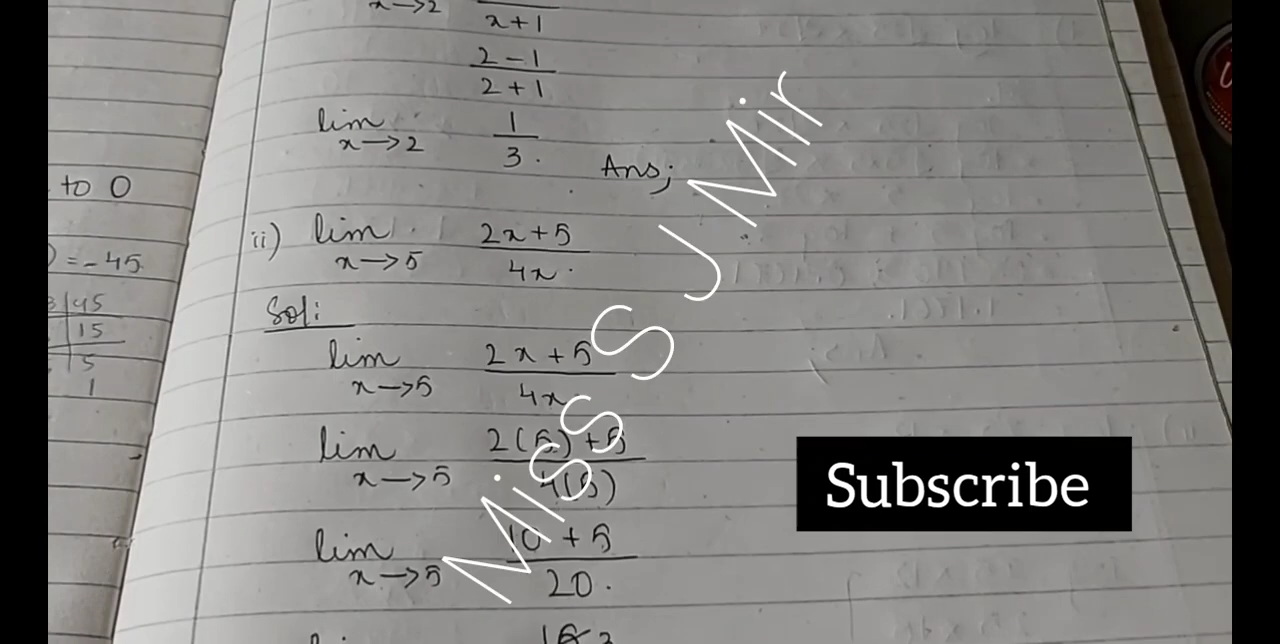 x→2
x+1
2-1
2+1
lim x→2 1/3. Ans;
ii) lim x→5 2x+5/4x.
Sol:
lim x→5 2x+5/4x
lim x→5 2(5)+5/4(5)
lim x→5 10+5/20.
to 0
) = -45
45
15
5
1
Miss S J Mir
Subscribe